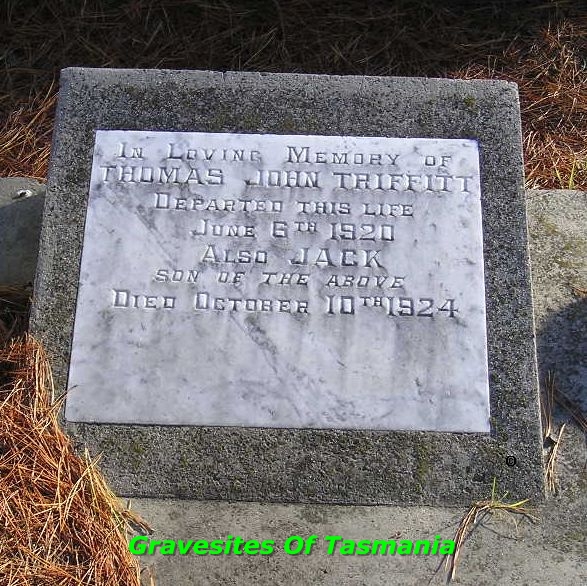 In Loving Memory of
THOMAS JOHN TRIFFITT
Departed this life
June 6th 1920
Also JACK
son of the above
Died October 10th 1924
Gravesites Of Tasmania